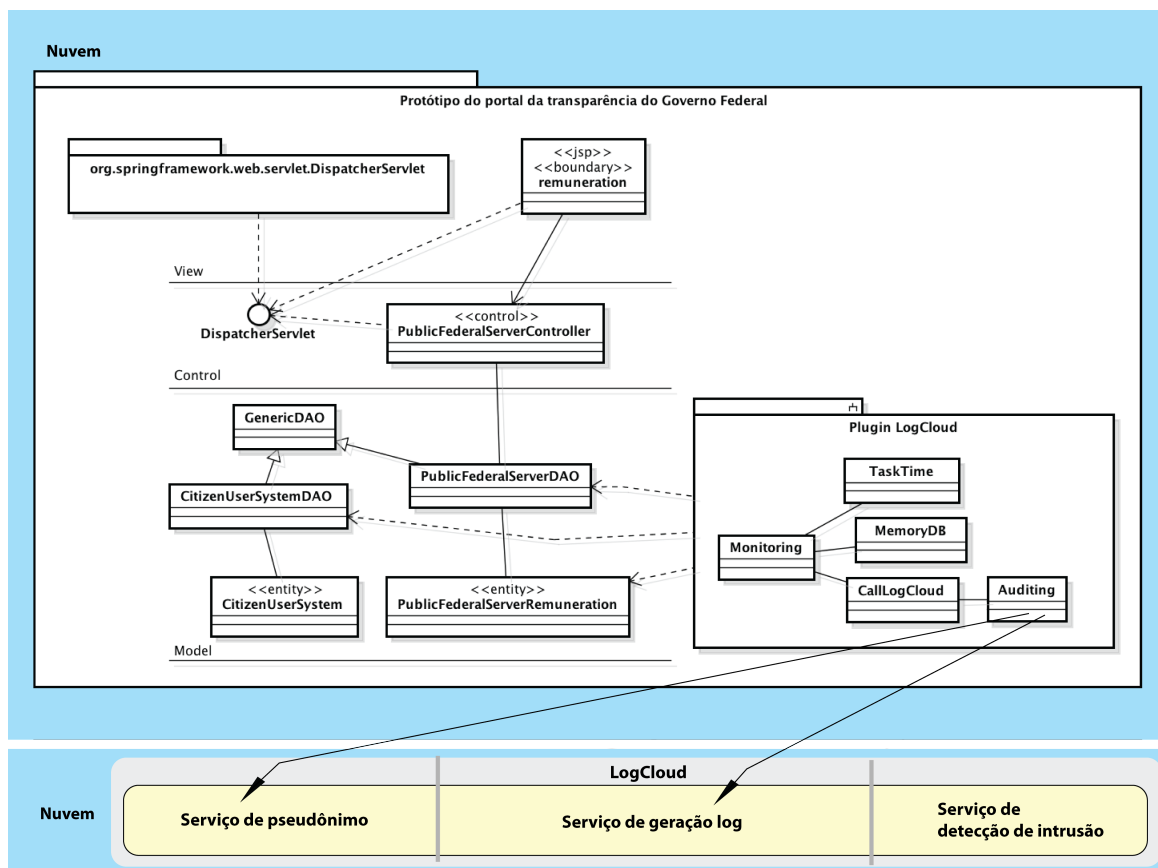 Nuvem
Protótipo do portal da transparência do Governo Federal
org.springframework.web.servlet.DispatcherServlet
<<jsp>>
<<boundary>>
remuneration
View
DispatcherServlet
<<control>>
PublicFederalServerController
Control
GenericDAO
PublicFederalServerDAO
CitizenUserSystemDAO
<<entity>>
CitizenUserSystem
<<entity>>
PublicFederalServerRemuneration
Model
Plugin LogCloud
TaskTime
MemoryDB
Monitoring
CallLogCloud
Auditing
Nuvem
LogCloud
Serviço de pseudônimo
Serviço de geração log
Serviço de
detecção de intrusão